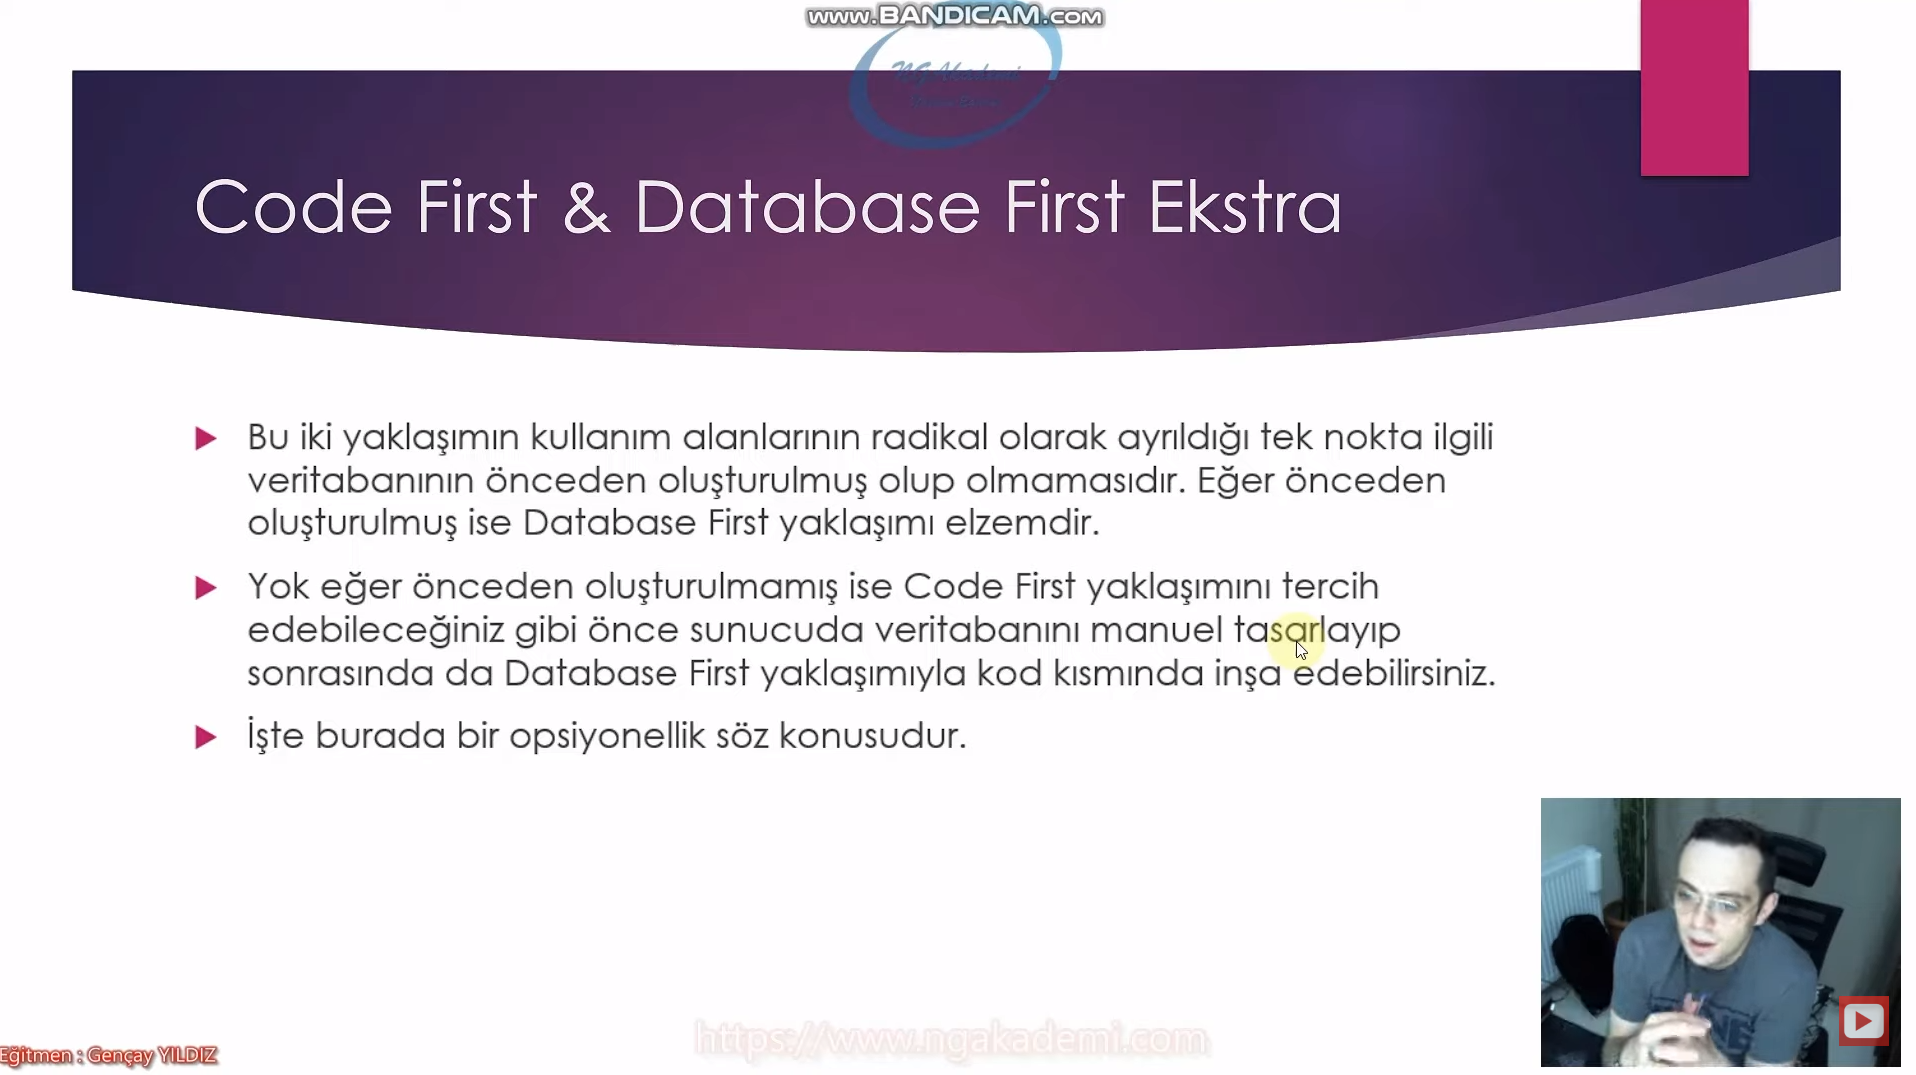 www.BANDICAM.com
NGAkademi
Code First & Database First Ekstra
Bu iki yaklaşımın kullanım alanlarının radikal olarak ayrıldığı tek nokta ilgili
veritabanının önceden oluşturulmuş olup olmamasıdır. Eğer önceden
oluşturulmuş ise Database First yaklaşımı elzemdir.
Yok eğer önceden oluşturulmamış ise Code First yaklaşımını tercih
edebileceğiniz gibi önce sunucuda veritabanını manuel tasarlayıp
sonrasında da Database First yaklaşımıyla kod kısmında inşa edebilirsiniz.
İşte burada bir opsiyonellik söz konusudur.
https://www.ngakademi.com
Eğitmen : Gençay YILDIZ